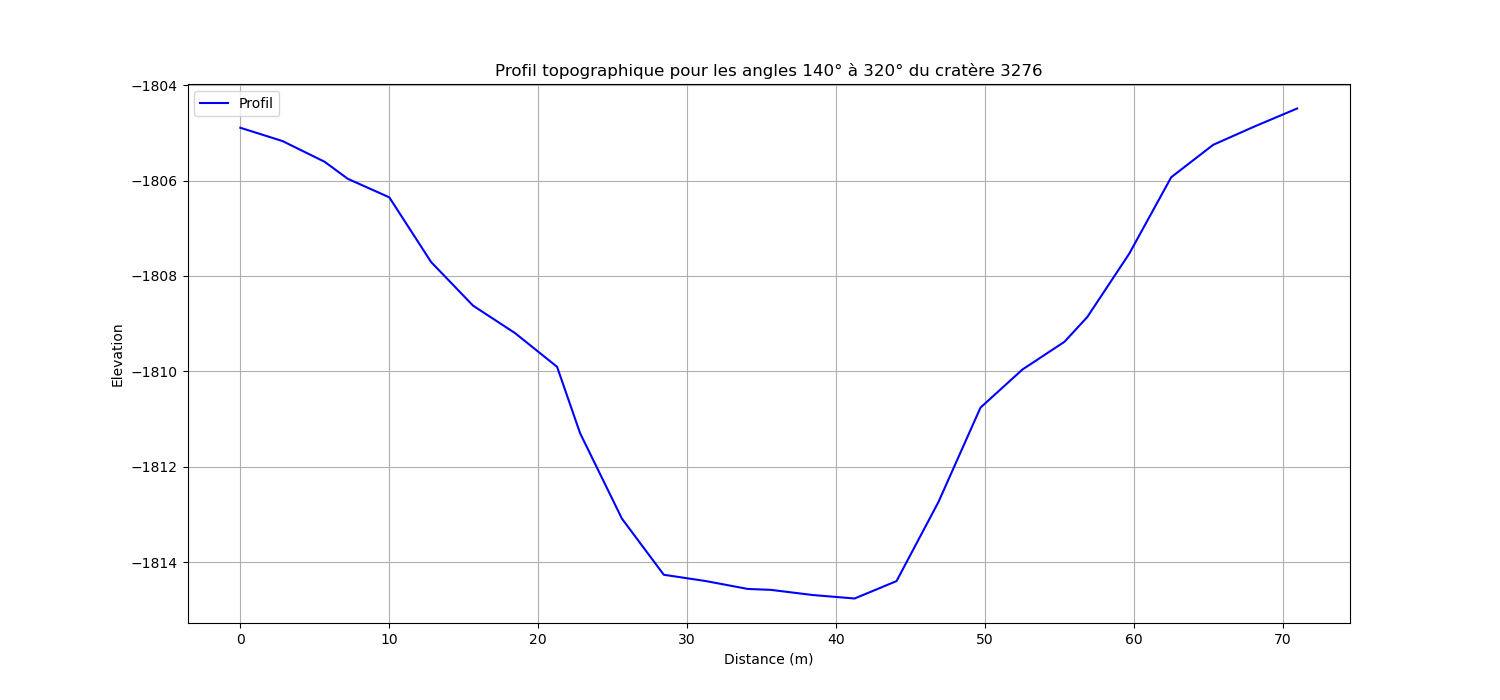 Profil topographique pour les angles 140° à 320° du cratère 3276
Profil
−1804
−1806
−1808
−1810
−1812
−1814
Elevation
0 10 20 30 40 50 60 70
Distance (m)